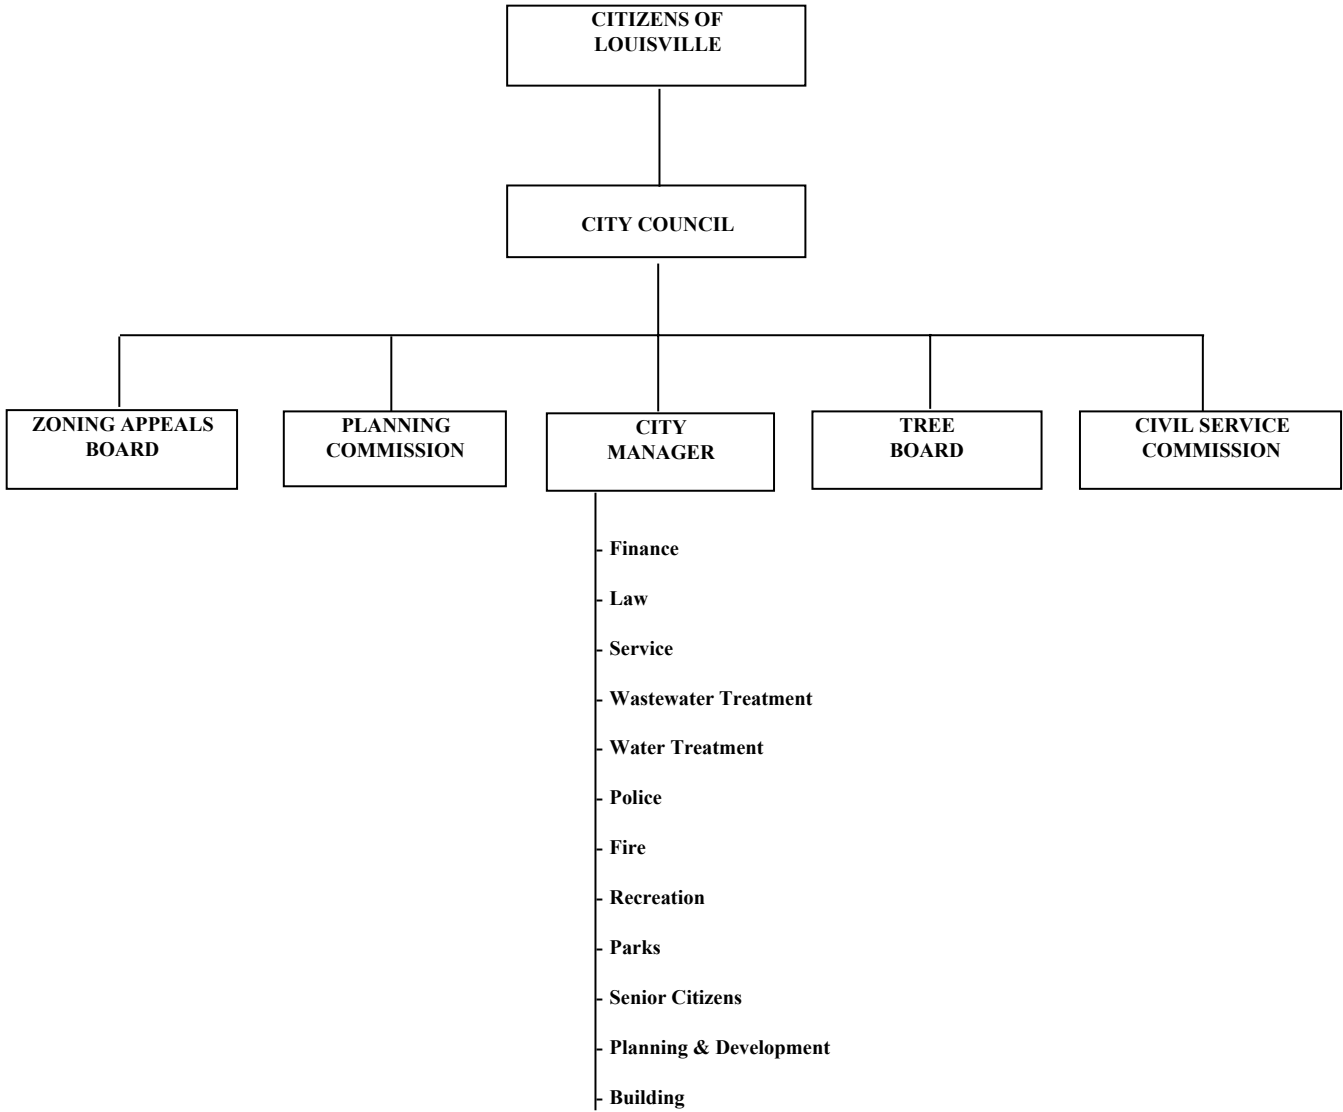 CITIZENS OF
LOUISVILLE
CITY COUNCIL
ZONING APPEALS
BOARD
PLANNING
COMMISSION
CITY
MANAGER
TREE
BOARD
CIVIL SERVICE
COMMISSION
- Finance
- Law
- Service
- Wastewater Treatment
- Water Treatment
- Police
- Fire
- Recreation
- Parks
- Senior Citizens
- Planning & Development
- Building